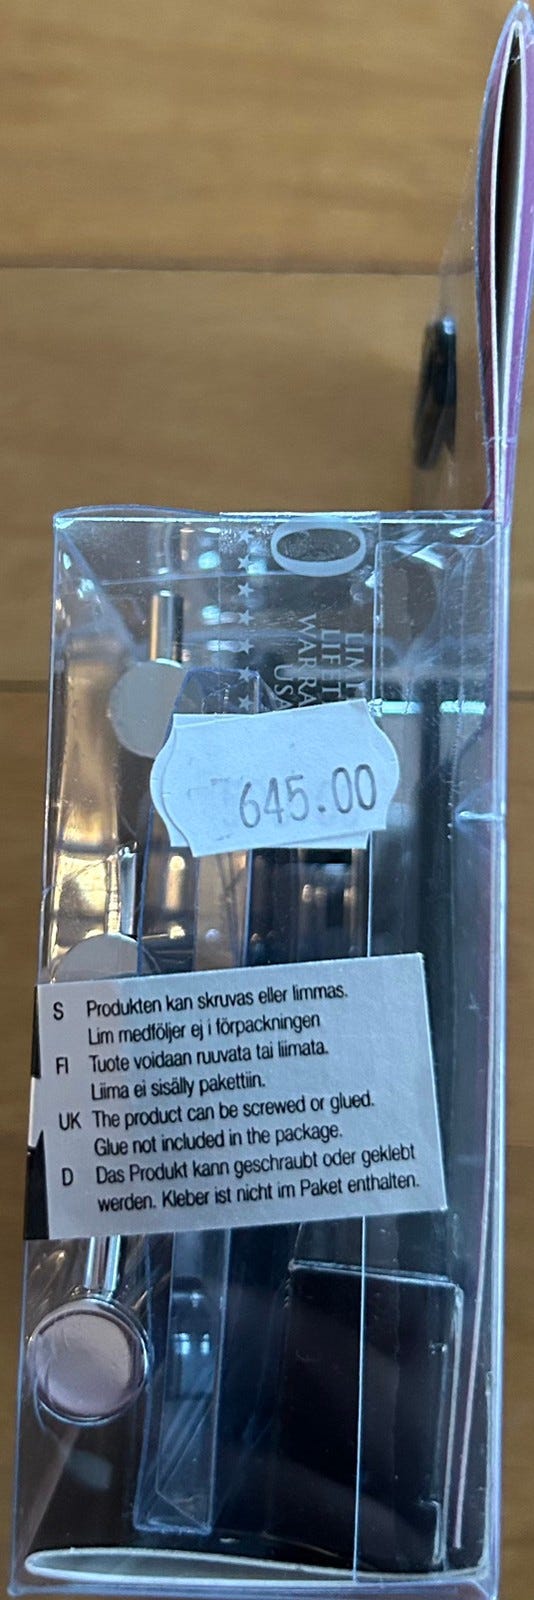 645.00
S Produkten kan skruvas eller limmas.
Lim medföljer ej i förpackningen
FI Tuote voidaan ruuvata tai liimata.
Liima ei sisälly pakettiin.
UK The product can be screwed or glued.
Glue not included in the package.
D Das Produkt kann geschraubt oder geklebt
werden. Kleber ist nicht im Paket enthalten.